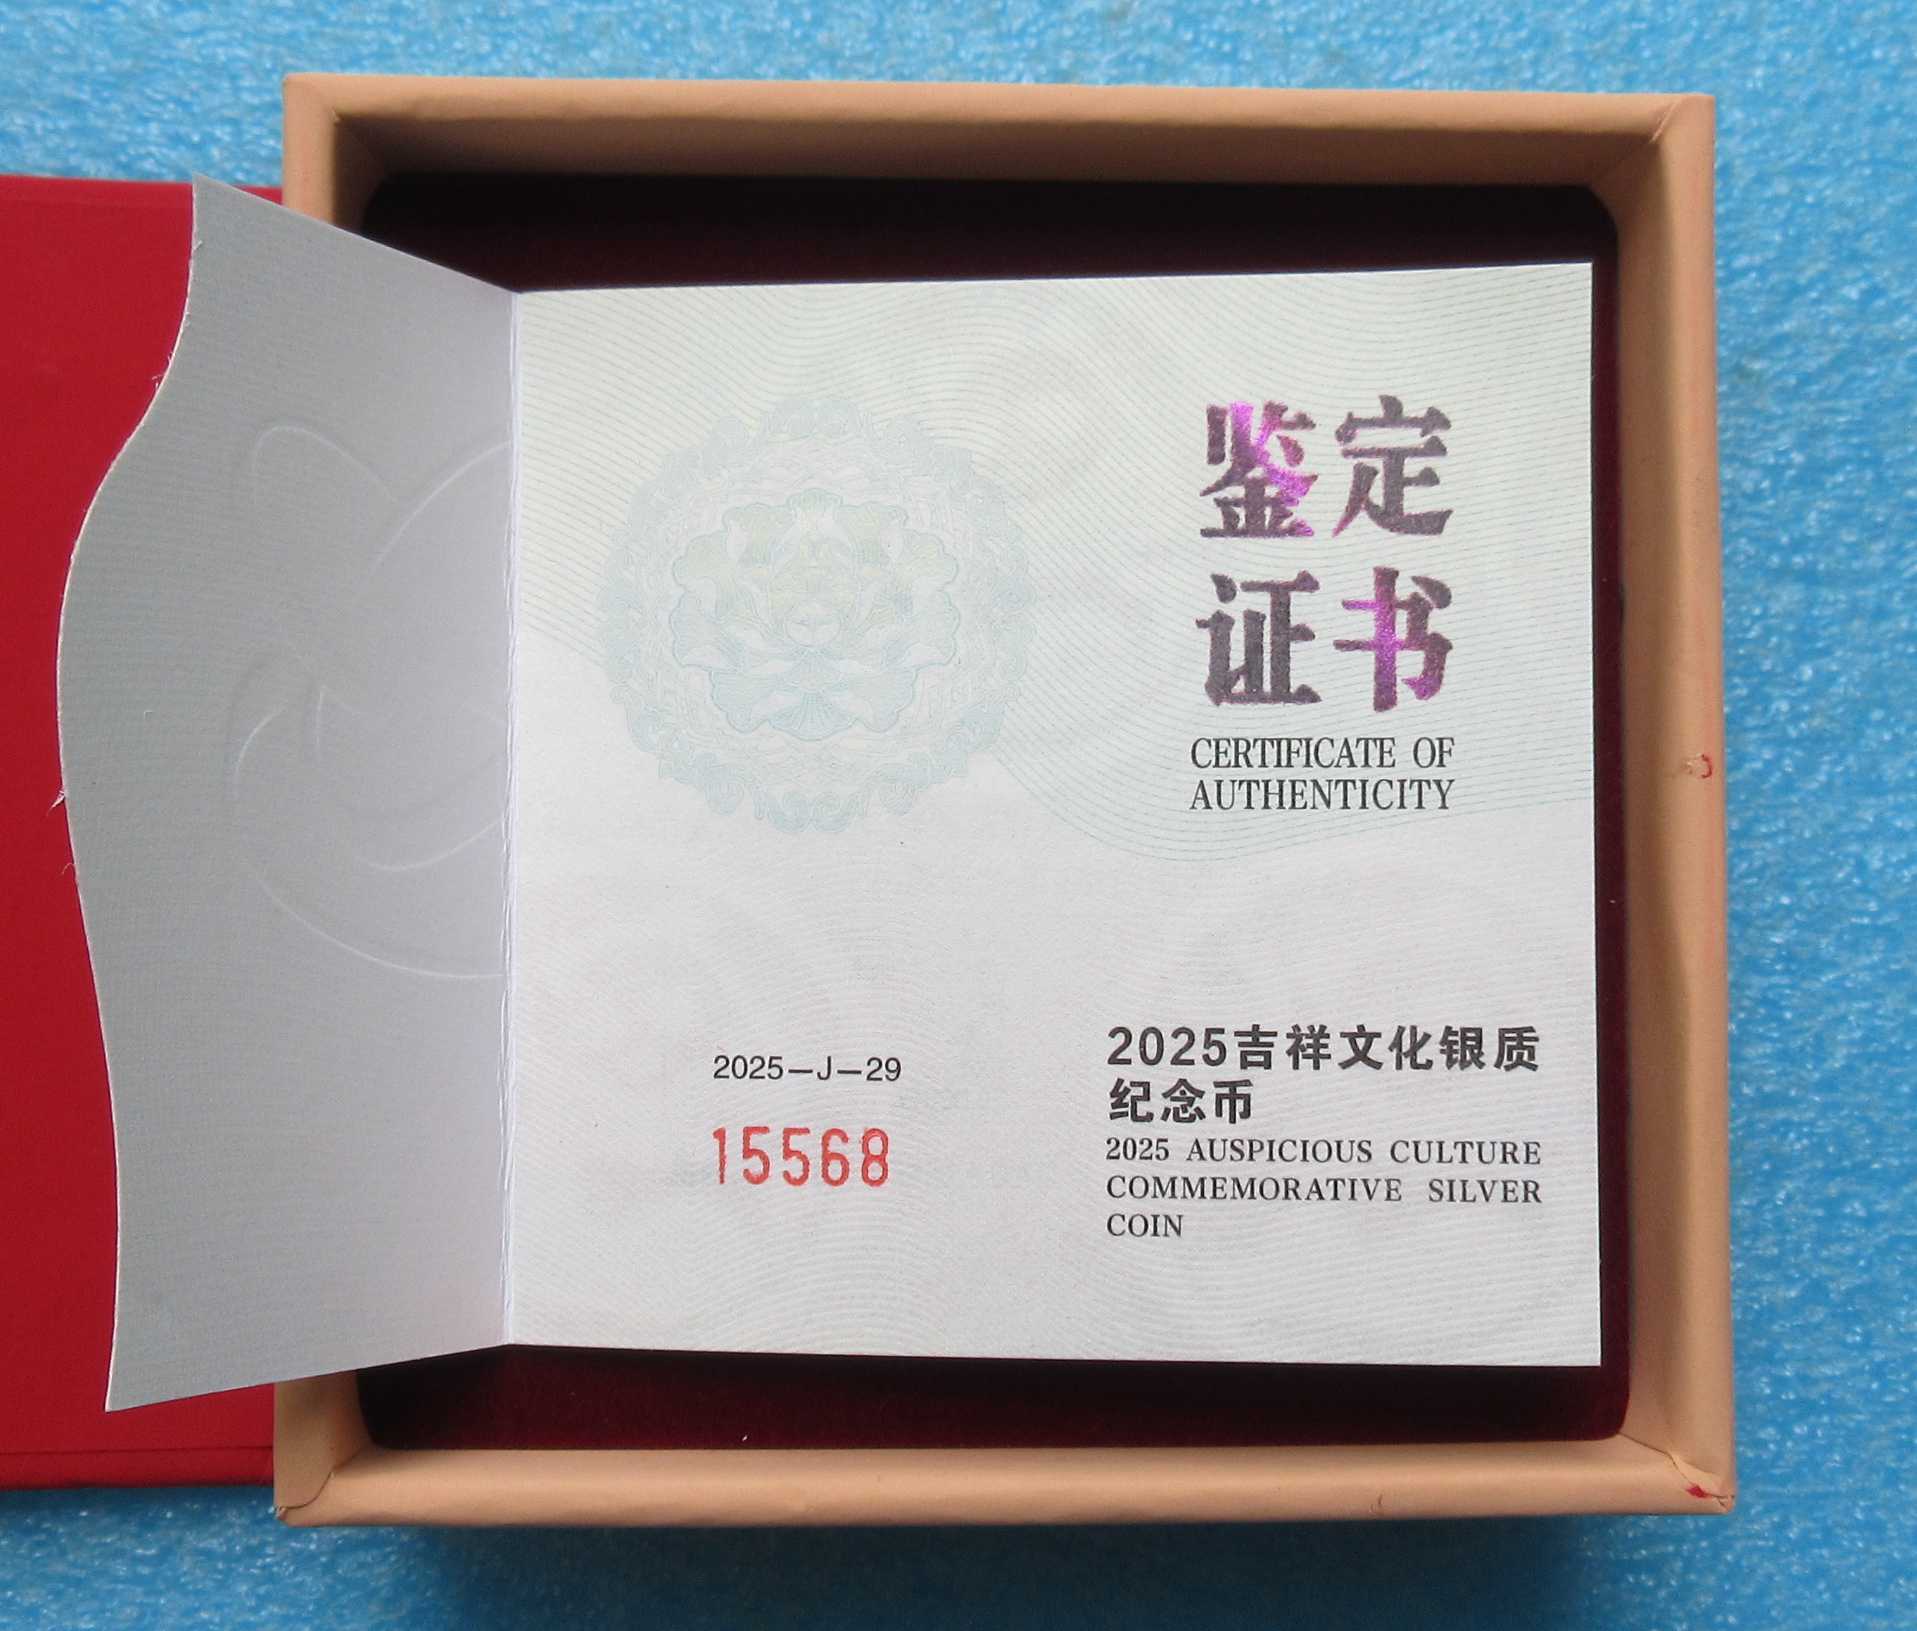 鉴定
证书
CERTIFICATE OF
AUTHENTICITY
2025—J—29
15568
2025吉祥文化银质
纪念币
2025 AUSPICIOUS CULTURE
COMMEMORATIVE SILVER
COIN